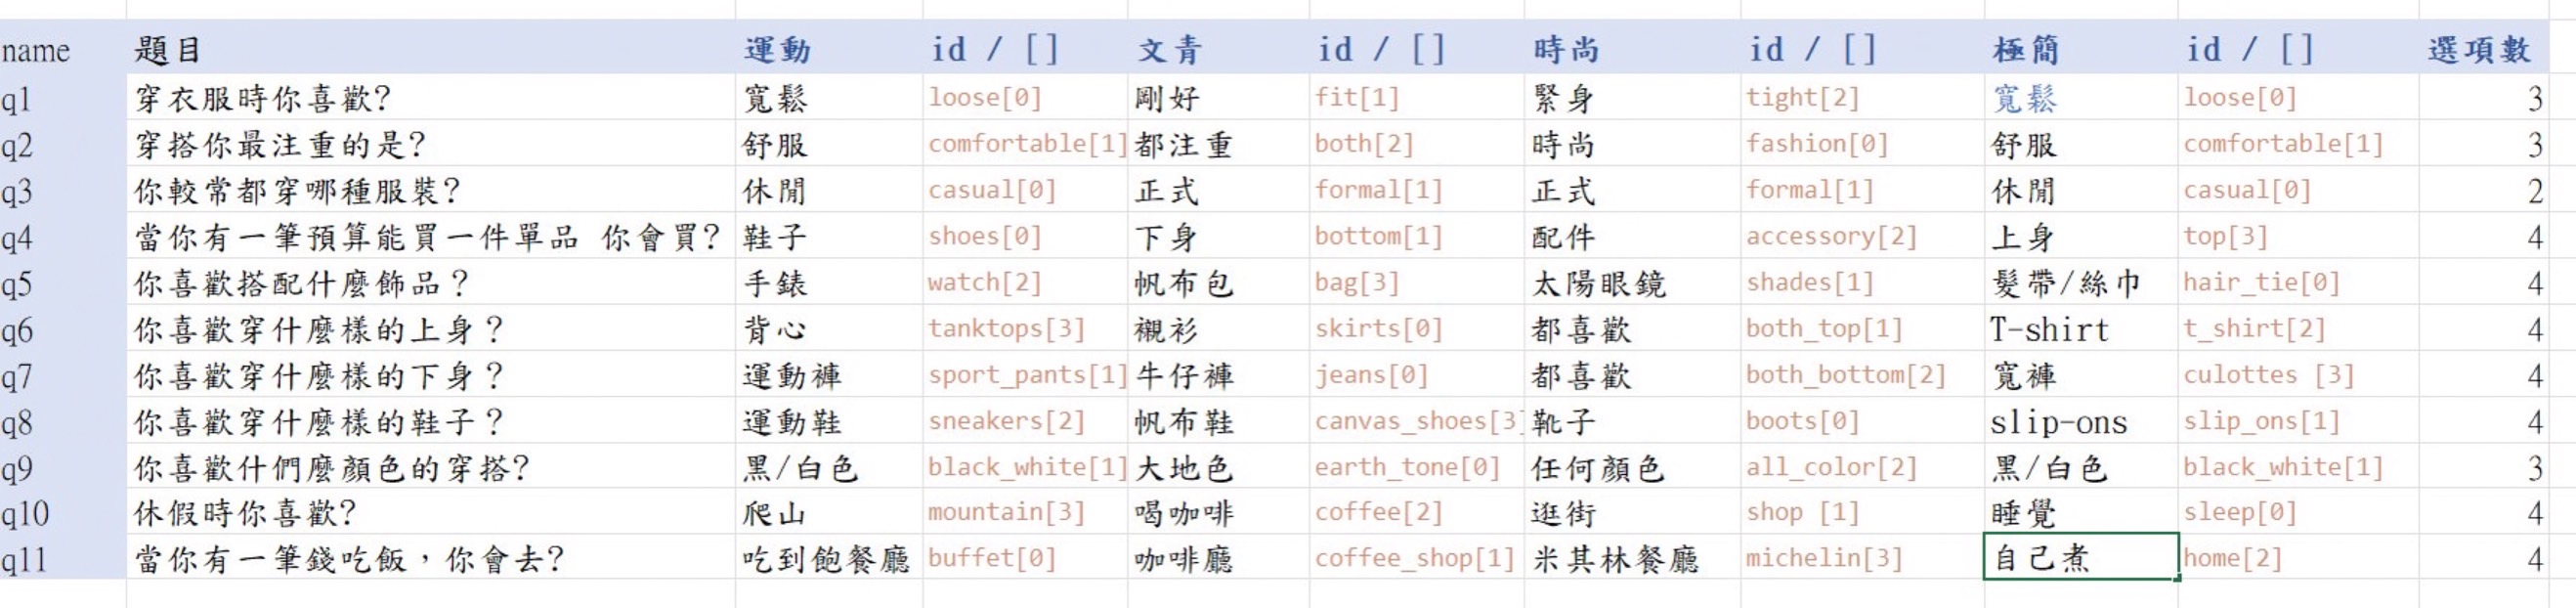 name 題目 運動 id / [] 文青 id / [] 時尚 id / [] 極簡 id / [] 選項數
q1 穿衣服時你喜歡? 寬鬆 loose[0] 剛好 fit[1] 緊身 tight[2] 寬鬆 loose[0] 3
q2 穿搭你最注重的是? 舒服 comfortable[1] 都注重 both[2] 時尚 fashion[0] 舒服 comfortable[1] 3
q3 你較常都穿哪種服裝? 休閒 casual[0] 正式 formal[1] 正式 formal[1] 休閒 casual[0] 2
q4 當你有一筆預算能買一件單品 你會買? 鞋子 shoes[0] 下身 bottom[1] 配件 accessory[2] 上身 top[3] 4
q5 你喜歡搭配什麼飾品？ 手錶 watch[2] 帆布包 bag[3] 太陽眼鏡 shades[1] 髮帶/絲巾 hair_tie[0] 4
q6 你喜歡穿什麼樣的上身？ 背心 tanktops[3] 襯衫 skirts[0] 都喜歡 both_top[1] T-shirt t_shirt[2] 4
q7 你喜歡穿什麼樣的下身？ 運動褲 sport_pants[1] 牛仔褲 jeans[0] 都喜歡 both_bottom[2] 寬褲 culottes [3] 4
q8 你喜歡穿什麼樣的鞋子？ 運動鞋 sneakers[2] 帆布鞋 canvas_shoes[3] 靴子 boots[0] slip-ons slip_ons[1] 4
q9 你喜歡什們麼顏色的穿搭? 黑/白色 black_white[1] 大地色 earth_tone[0] 任何顏色 all_color[2] 黑/白色 black_white[1] 3
q10 休假時你喜歡? 爬山 mountain[3] 喝咖啡 coffee[2] 逛街 shop [1] 睡覺 sleep[0] 4
q11 當你有一筆錢吃飯，你會去? 吃到飽餐廳 buffet[0] 咖啡廳 coffee_shop[1] 米其林餐廳 michelin[3] 自己煮 home[2] 4